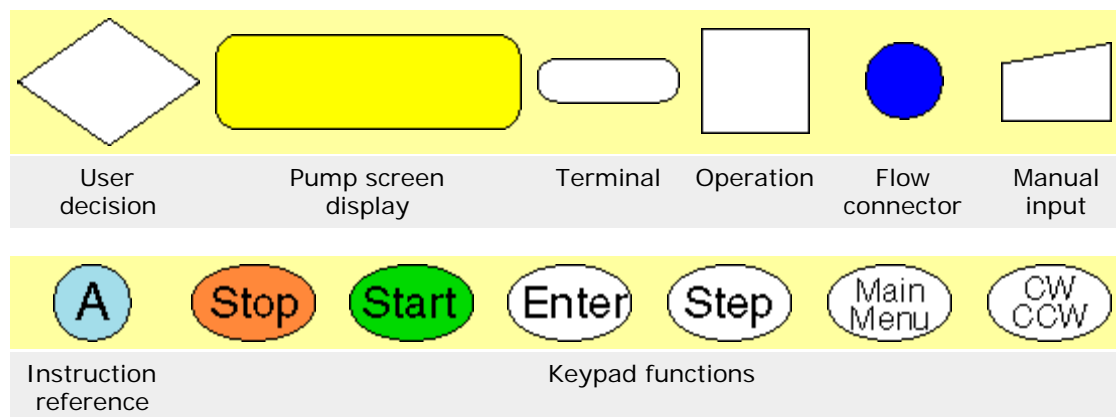 User decision
Pump screen display
Terminal
Operation
Flow connector
Manual input
A
Stop
Start
Enter
Step
Main Menu
CW CCW
Instruction reference
Keypad functions